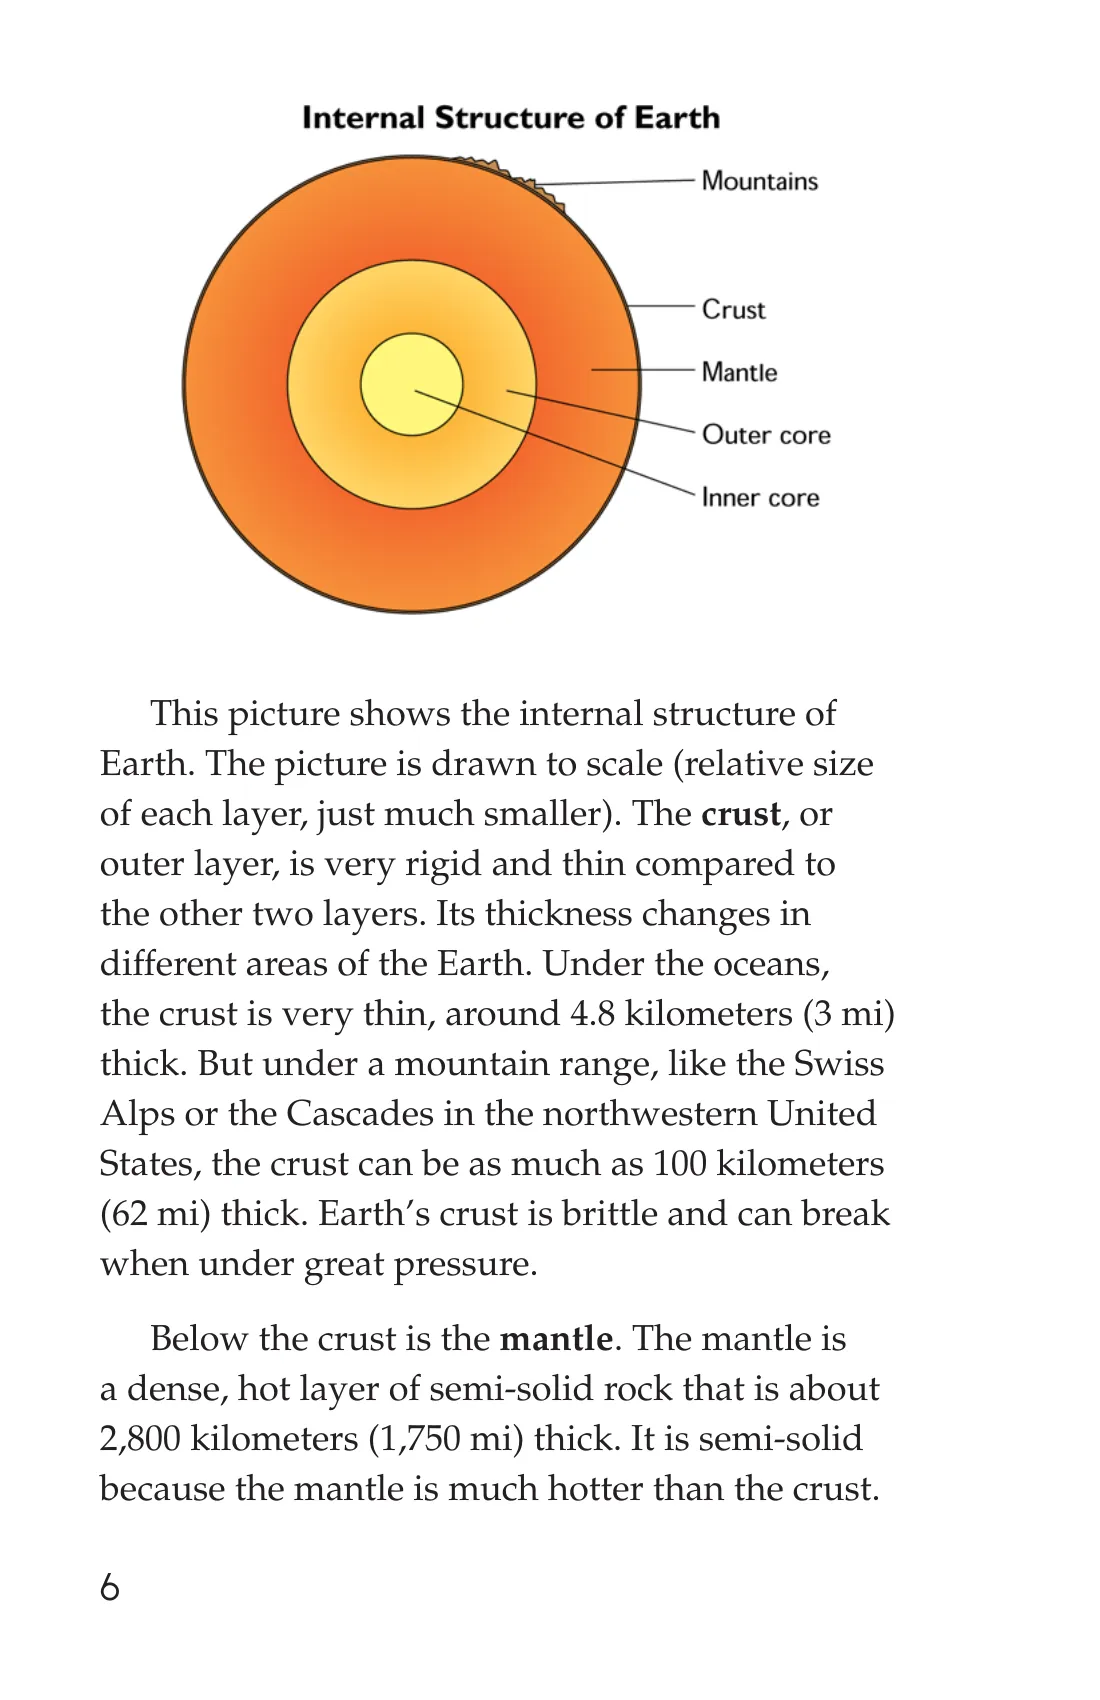 Internal Structure of Earth
Mountains
Crust
Mantle
Outer core
Inner core
This picture shows the internal structure of
Earth. The picture is drawn to scale (relative size
of each layer, just much smaller). The crust, or
outer layer, is very rigid and thin compared to
the other two layers. Its thickness changes in
different areas of the Earth. Under the oceans,
the crust is very thin, around 4.8 kilometers (3 mi)
thick. But under a mountain range, like the Swiss
Alps or the Cascades in the northwestern United
States, the crust can be as much as 100 kilometers
(62 mi) thick. Earth’s crust is brittle and can break
when under great pressure.
Below the crust is the mantle. The mantle is
a dense, hot layer of semi-solid rock that is about
2,800 kilometers (1,750 mi) thick. It is semi-solid
because the mantle is much hotter than the crust.
6